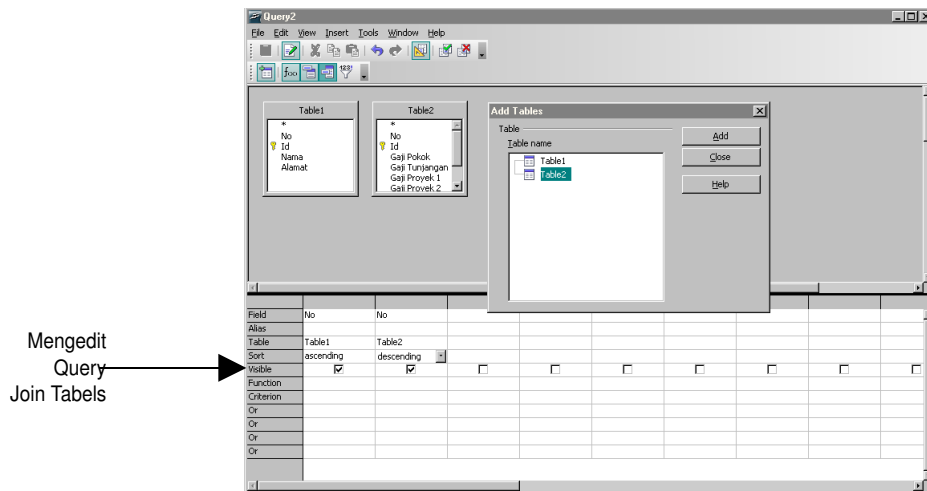 Query2
File Edit View Insert Tools Window Help
Table1
*
No
Id
Nama
Alamat
Table2
*
No
Id
Gaji Pokok
Gaji Tunjangan
Gaji Proyek 1
Gaji Proyek 2
Add Tables
Table
Table name
Table1
Table2
Add
Close
Help
Mengedit
Query
Join Tabels
Field No No
Alias
Table Table1 Table2
Sort ascending descending
Visible
Function
Criterion
Or
Or
Or
Or